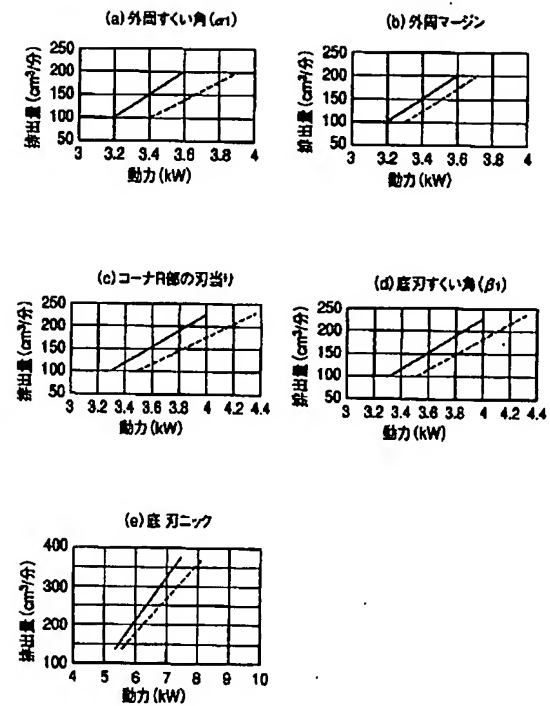 (a)外周すくい角(α1)
排出量(cm³/分)
250
200
150
100
50
3 3.2 3.4 3.6 3.8 4
動力(kW)
(b)外周マージン
排出量(cm³/分)
250
200
150
100
50
3 3.2 3.4 3.6 3.8 4
動力(kW)
(c)コーナR部の刃当り
排出量(cm³/分)
250
200
150
100
50
3 3.2 3.4 3.6 3.8 4 4.2 4.4
動力(kW)
(d)底刃すくい角(β1)
排出量(cm³/分)
250
200
150
100
50
3 3.2 3.4 3.6 3.8 4 4.2 4.4
動力(kW)
(e)底刃ニック
排出量(cm³/分)
400
300
200
100
4 5 6 7 8 9 10
動力(kW)